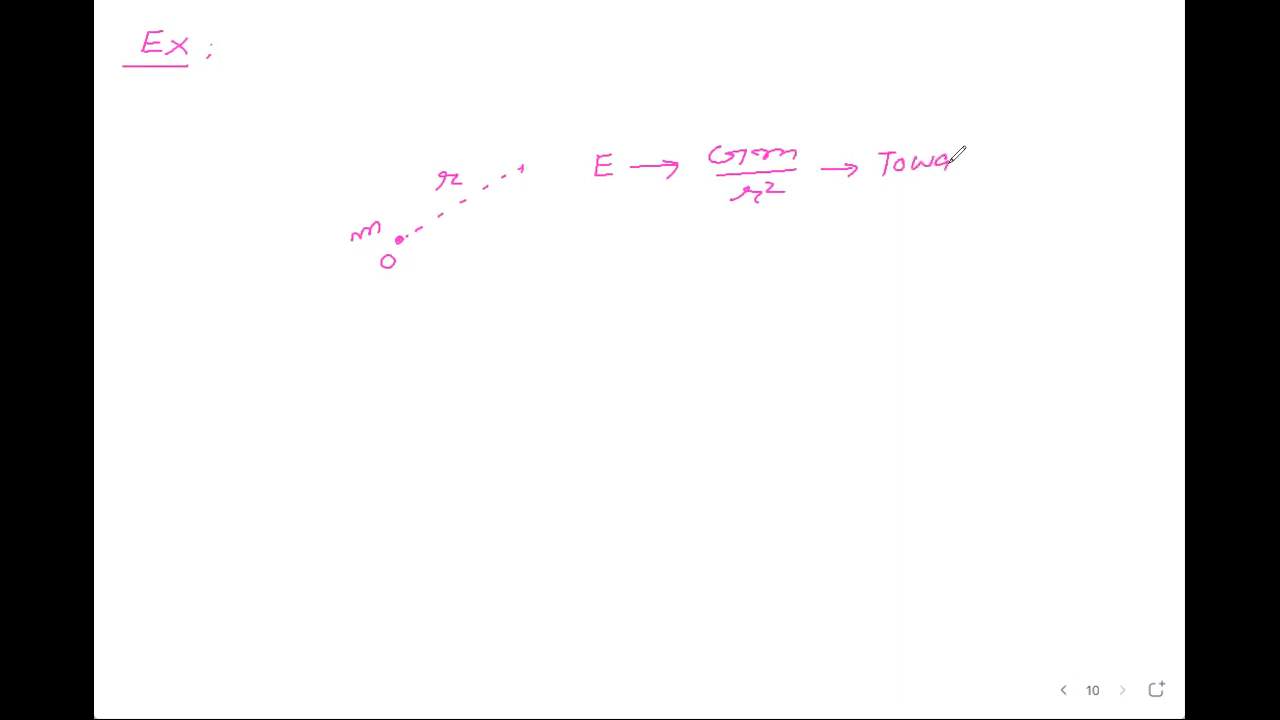 Ex :
r E → Gm/r² → Towa
m
O
10